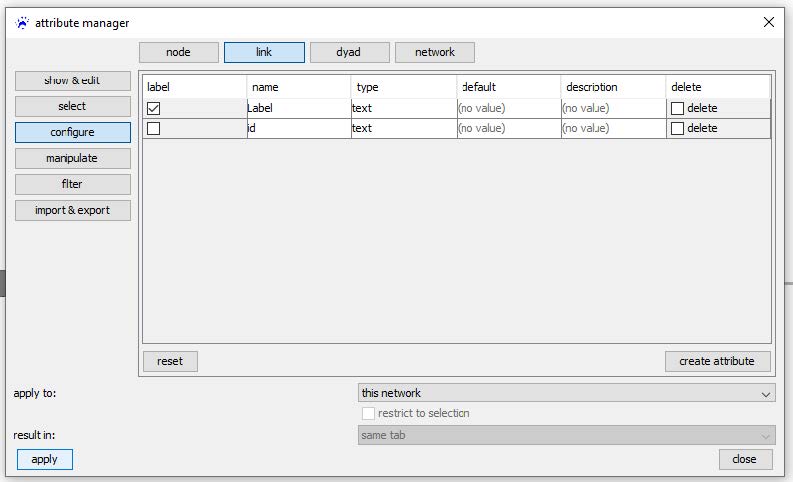 attribute manager
node link dyad network
show & edit
select
configure
manipulate
filter
import & export
label name type default description delete
Label text (no value) (no value) delete
id text (no value) (no value) delete
reset create attribute
apply to: this network
restrict to selection
result in: same tab
apply close